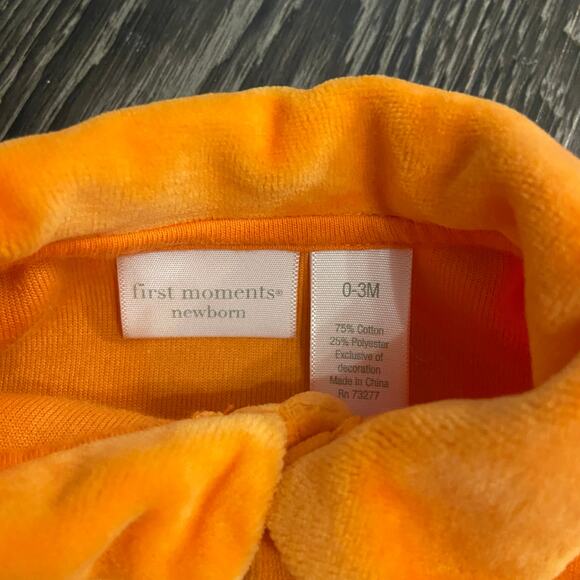 first moments®
newborn
0-3M
75% Cotton
25% Polyester
Exclusive of
decoration
Made in China
Rn 73277